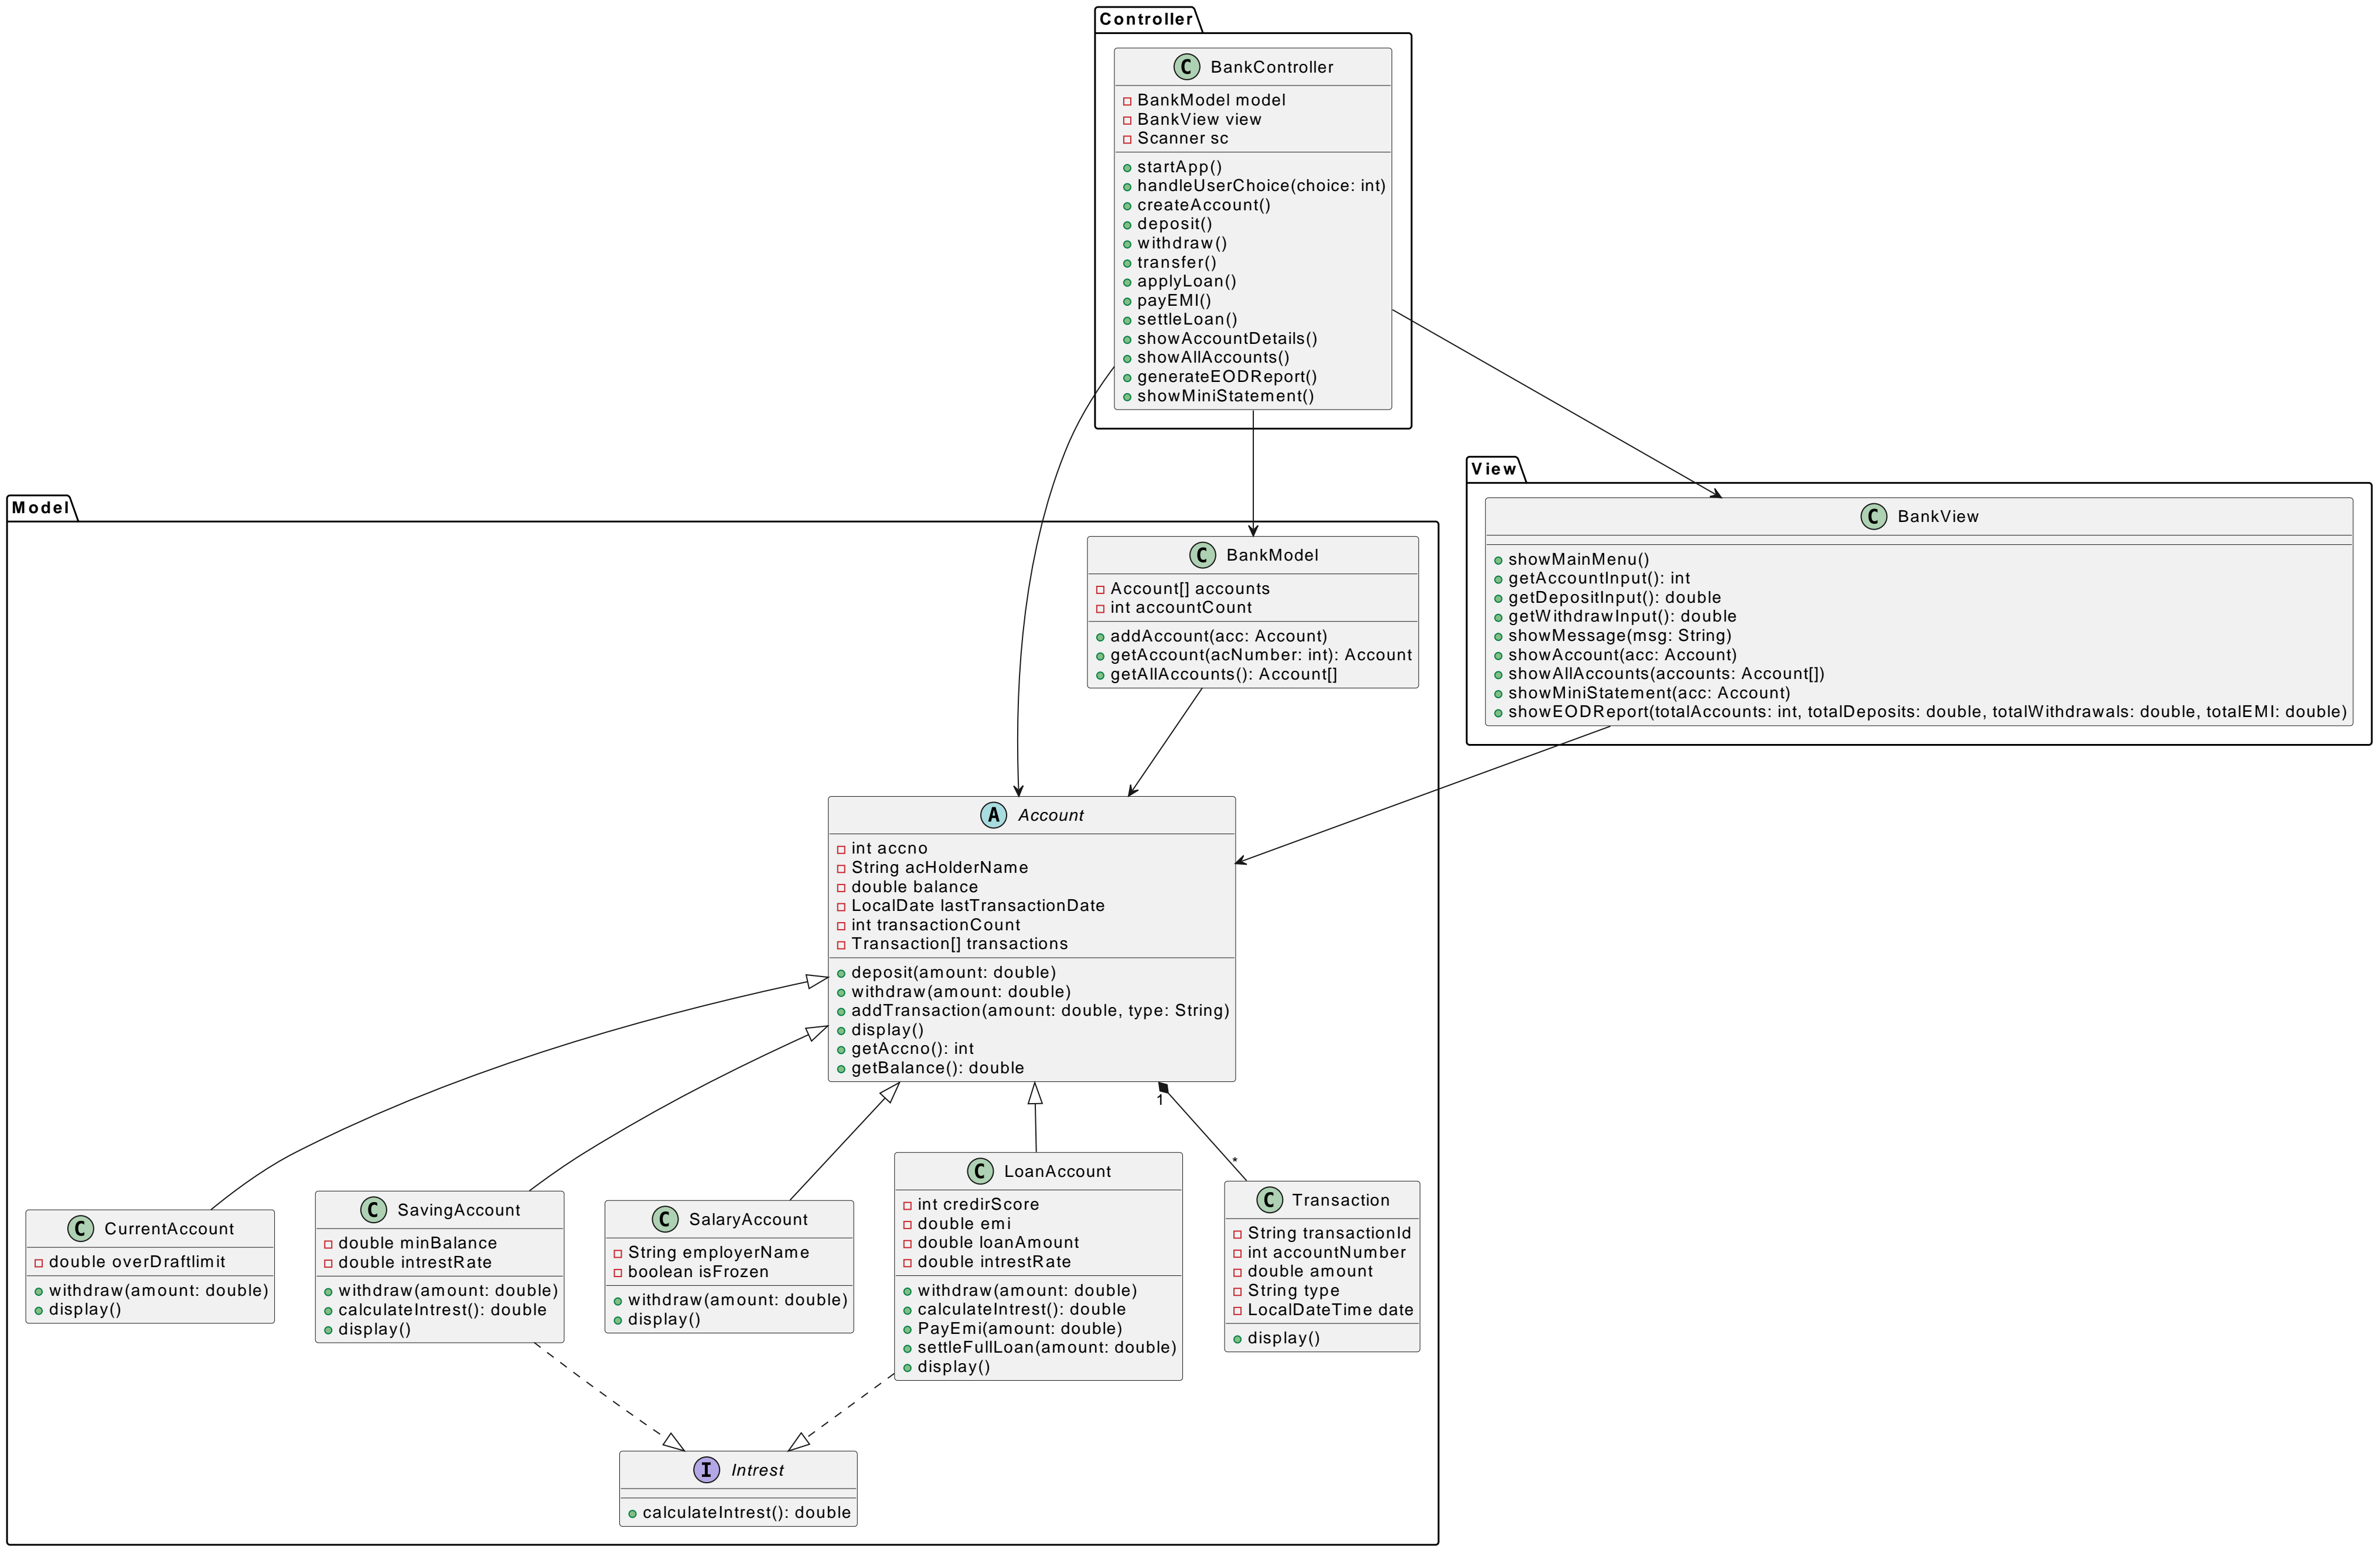 Controller
C BankController
BankModel model
BankView view
Scanner sc
startApp()
handleUserChoice(choice: int)
createAccount()
deposit()
withdraw()
transfer()
applyLoan()
payEMI()
settleLoan()
showAccountDetails()
showAllAccounts()
generateEODReport()
showMiniStatement()
View
C BankView
showMainMenu()
getAccountInput(): int
getDepositInput(): double
getWithdrawInput(): double
showMessage(msg: String)
showAccount(acc: Account)
showAllAccounts(accounts: Account[])
showMiniStatement(acc: Account)
showEODReport(totalAccounts: int, totalDeposits: double, totalWithdrawals: double, totalEMI: double)
Model
C BankModel
Account[] accounts
int accountCount
addAccount(acc: Account)
getAccount(acNumber: int): Account
getAllAccounts(): Account[]
A Account
int accno
String acHolderName
double balance
LocalDate lastTransactionDate
int transactionCount
Transaction[] transactions
deposit(amount: double)
withdraw(amount: double)
addTransaction(amount: double, type: String)
display()
getAccno(): int
getBalance(): double
1
*
C CurrentAccount
double overDraftlimit
withdraw(amount: double)
display()
C SavingAccount
double minBalance
double intrestRate
withdraw(amount: double)
calculateIntrest(): double
display()
C SalaryAccount
String employerName
boolean isFrozen
withdraw(amount: double)
display()
C LoanAccount
int credirScore
double emi
double loanAmount
double intrestRate
withdraw(amount: double)
calculateIntrest(): double
PayEmi(amount: double)
settleFullLoan(amount: double)
display()
C Transaction
String transactionId
int accountNumber
double amount
String type
LocalDateTime date
display()
I Intrest
calculateIntrest(): double